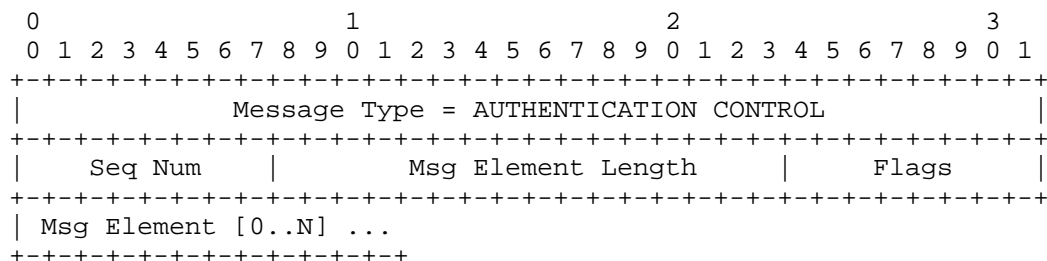 0                   1                   2                   3
 0 1 2 3 4 5 6 7 8 9 0 1 2 3 4 5 6 7 8 9 0 1 2 3 4 5 6 7 8 9 0 1
+-+-+-+-+-+-+-+-+-+-+-+-+-+-+-+-+-+-+-+-+-+-+-+-+-+-+-+-+-+-+-+-+
|             Message Type = AUTHENTICATION CONTROL             |
+-+-+-+-+-+-+-+-+-+-+-+-+-+-+-+-+-+-+-+-+-+-+-+-+-+-+-+-+-+-+-+-+
|    Seq Num    |        Msg Element Length     |     Flags     |
+-+-+-+-+-+-+-+-+-+-+-+-+-+-+-+-+-+-+-+-+-+-+-+-+-+-+-+-+-+-+-+-+
| Msg Element [0..N] ...
+-+-+-+-+-+-+-+-+-+-+-+-+